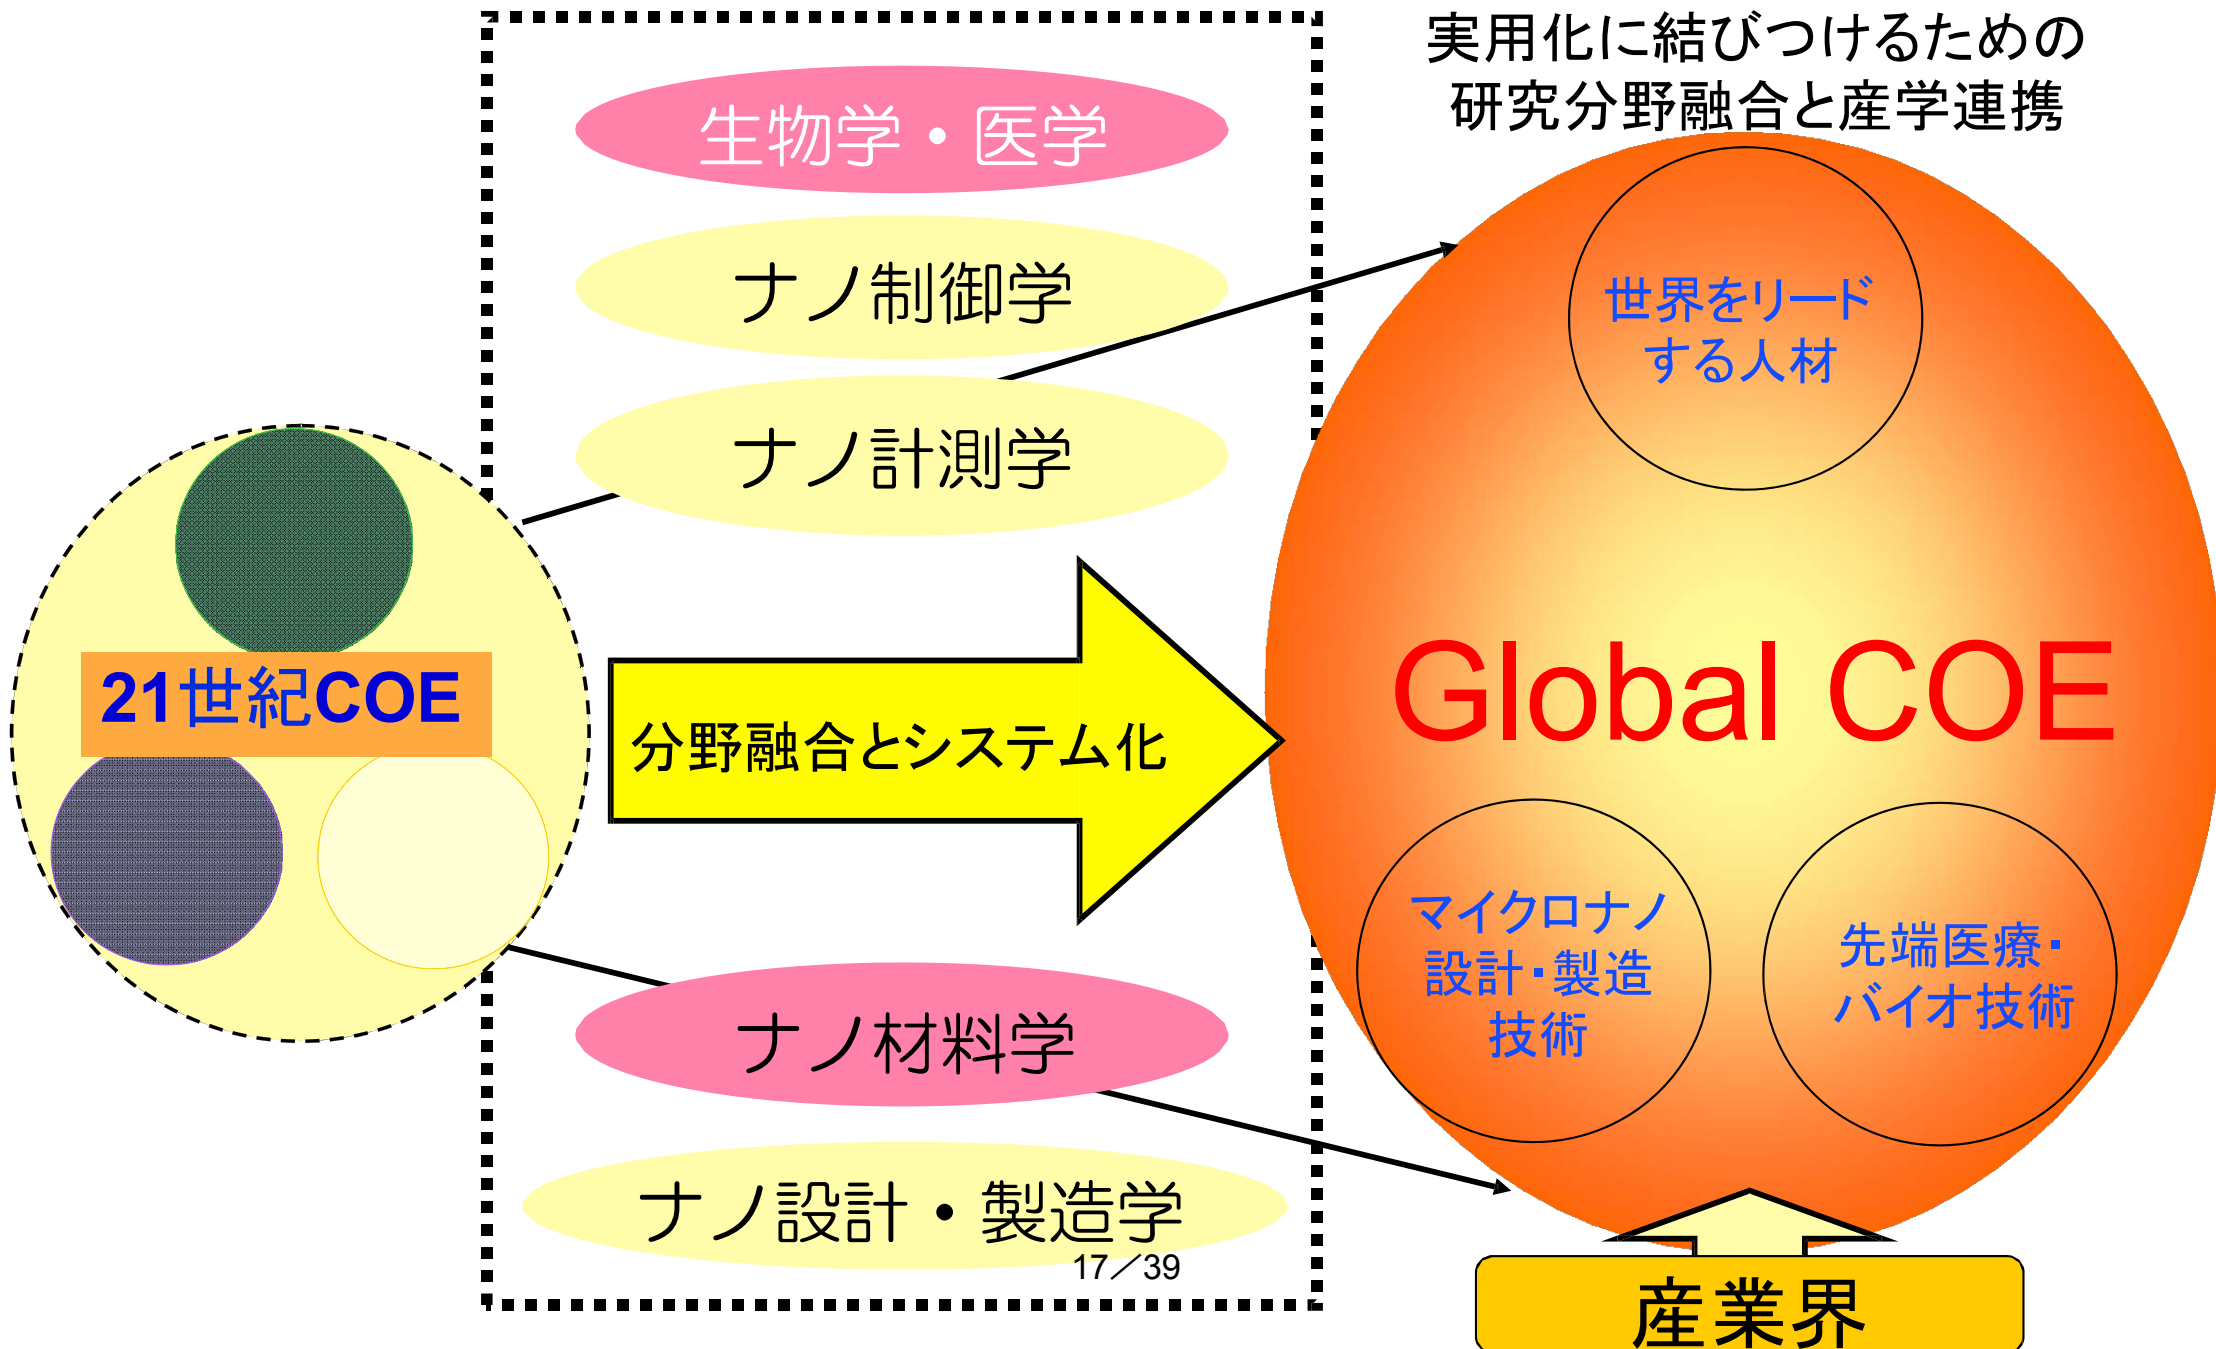 実用化に結びつけるための
研究分野融合と産学連携
生物学・医学
ナノ制御学
ナノ計測学
世界をリード
する人材
21世紀COE
分野融合とシステム化
Global COE
マイクロナノ
設計・製造
技術
先端医療・
バイオ技術
ナノ材料学
ナノ設計・製造学
17／39
産業界